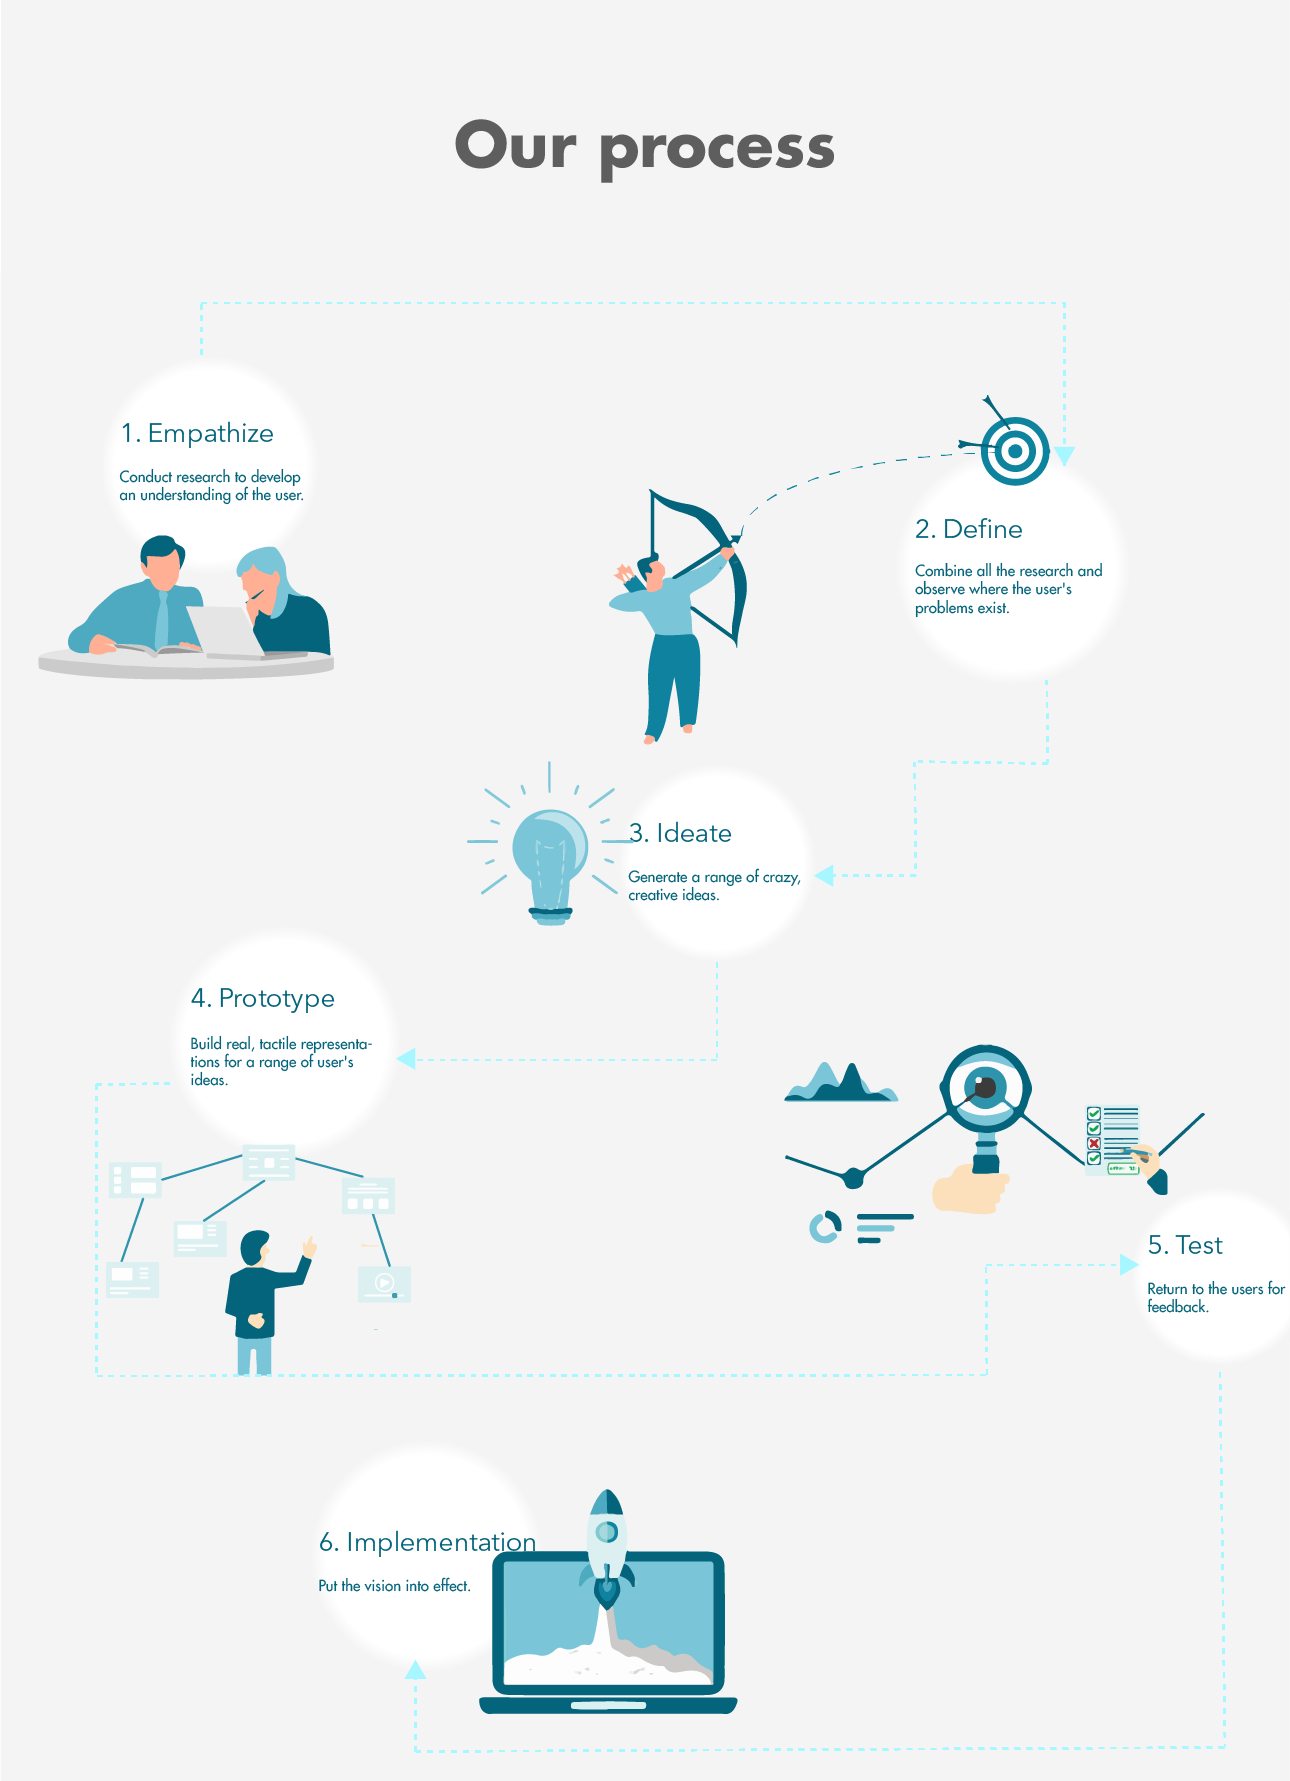 Our process
1. Empathize
Conduct research to develop
an understanding of the user.
2. Define
Combine all the research and
observe where the user's
problems exist.
3. Ideate
Generate a range of crazy,
creative ideas.
4. Prototype
Build real, tactile representa-
tions for a range of user's
ideas.
5. Test
Return to the users for
feedback.
6. Implementation
Put the vision into effect.